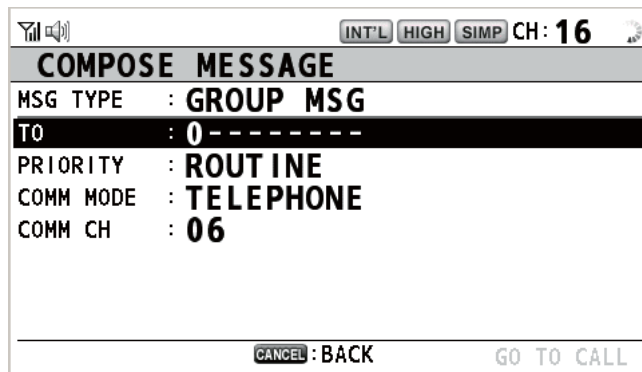 INT'L HIGH SIMP CH: 16
COMPOSE MESSAGE
MSG TYPE : GROUP MSG
TO : 0--------
PRIORITY : ROUTINE
COMM MODE : TELEPHONE
COMM CH : 06
CANCEL : BACK GO TO CALL